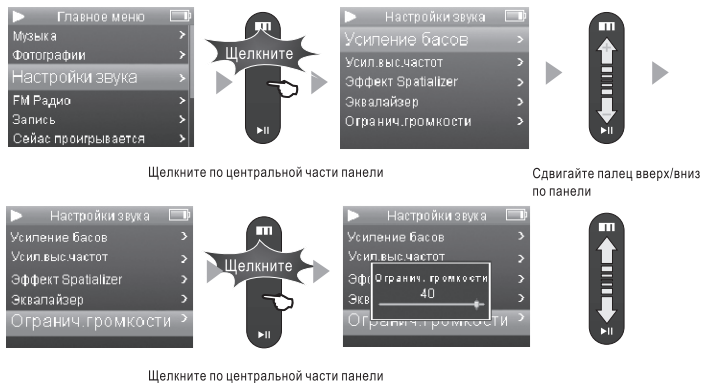 Главное меню
Музыка
Фотографии
Настройки звука
FM Радио
Запись
Сейас проигрывается
Щелкните
Настройки звука
Усиление басов
Усил.выс.частот
Эффект Spatializer
Эквалайзер
Огранич.громкости
Щелкните по центральной части панели
Сдвигайте палец вверх/вниз
по панели
Настройки звука
Усиление басов
Усил.выс.частот
Эффект Spatializer
Эквалайзер
Огранич.громкости
Щелкните
Настройки звука
Усиление басов
Усил.выс.частот
Эфф
Экв
Огранич. громкости
40
Огранич.громкости
Щелкните по центральной части панели